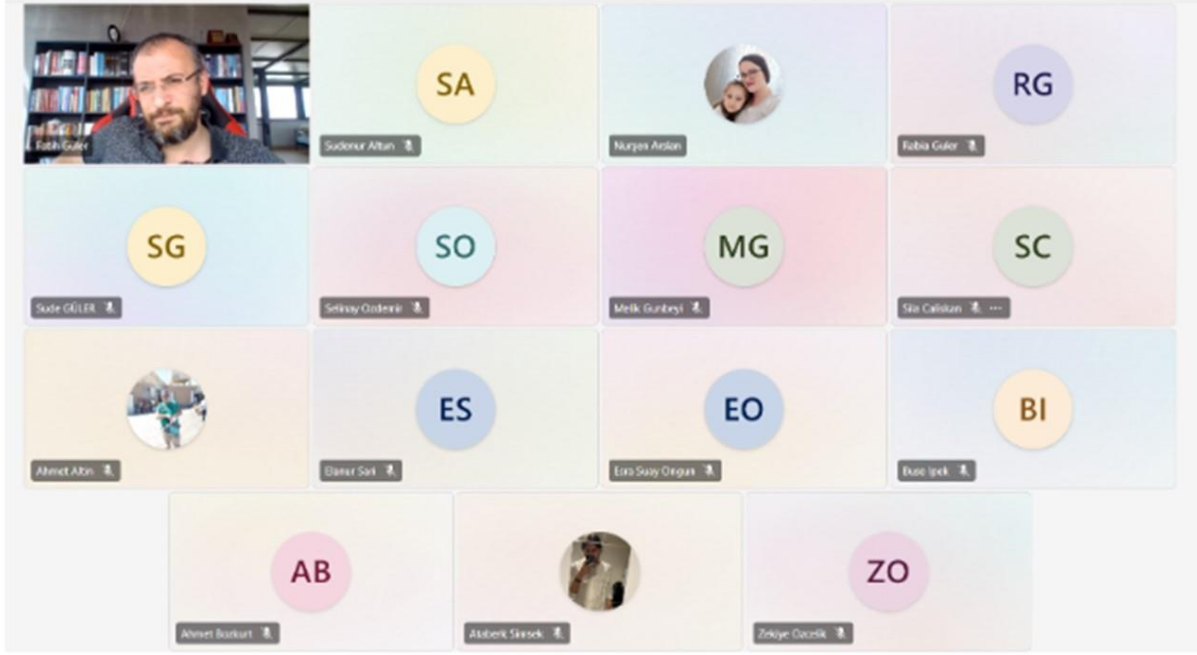 Fatih Guler
SA
Sudenur Altun
Nurşen Arslan
RG
Rabia Guler
SG
Sude GÜLER
SO
Selinay Ozdemir
MG
Melik Gunbeyi
SC
Sila Caliskan
Ahmet Altin
ES
Elanur Sari
EO
Esra Suay Ongun
BI
Buse Ipek
AB
Ahmet Bozkurt
Ataberk Simsek
ZO
Zekiye Ozcelik